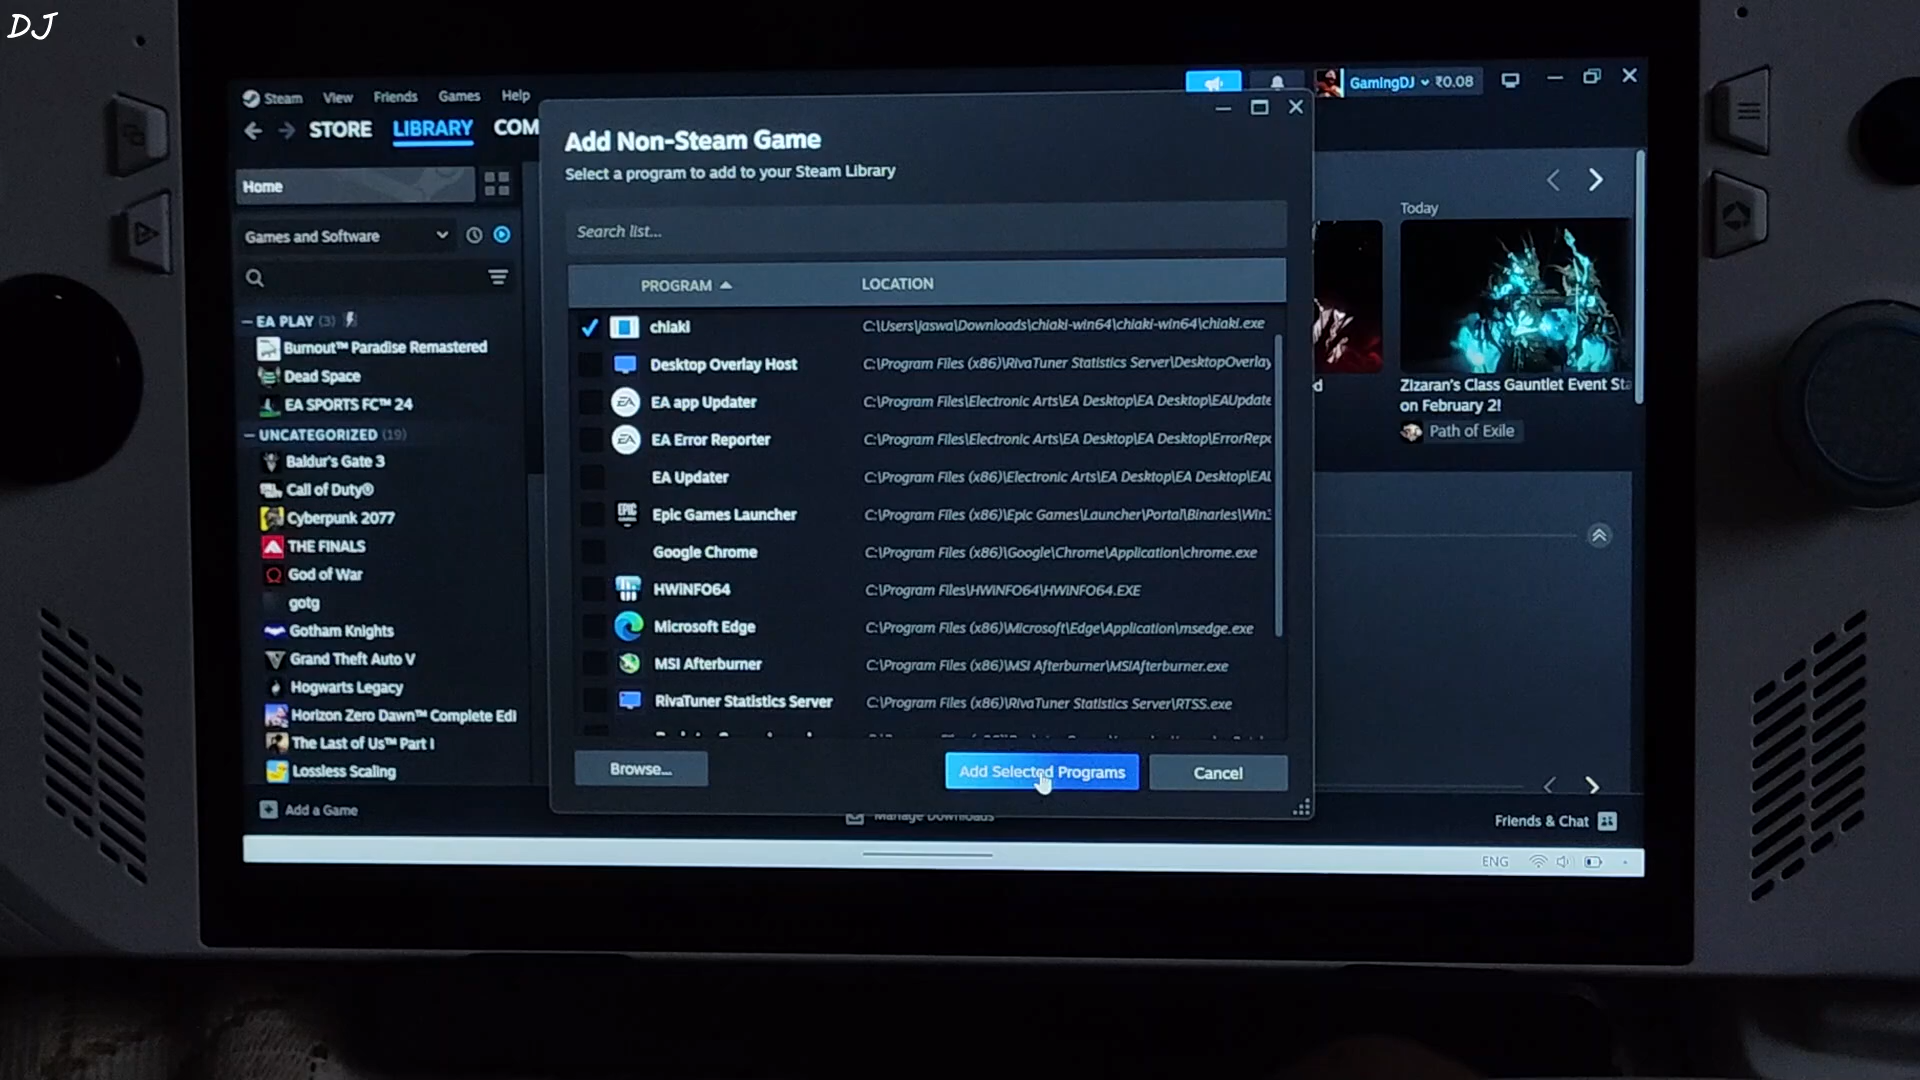 DJ
Steam View Friends Games Help
GamingDJ ₹0.08
STORE LIBRARY COM
Home
Games and Software
EA PLAY (3)
Burnout™ Paradise Remastered
Dead Space
EA SPORTS FC™ 24
UNCATEGORIZED (19)
Baldur's Gate 3
Call of Duty®
Cyberpunk 2077
THE FINALS
God of War
gotg
Gotham Knights
Grand Theft Auto V
Hogwarts Legacy
Horizon Zero Dawn™ Complete Edi
The Last of Us™ Part I
Lossless Scaling
Add a Game
Add Non-Steam Game
Select a program to add to your Steam Library
Search list...
PROGRAM LOCATION
chiaki C:\Users\jaswa\Downloads\chiaki-win64\chiaki-win64\chiaki.exe
Desktop Overlay Host C:\Program Files (x86)\RivaTuner Statistics Server\DesktopOverlay
EA app Updater C:\Program Files\Electronic Arts\EA Desktop\EA Desktop\EAUpdate
EA Error Reporter C:\Program Files\Electronic Arts\EA Desktop\EA Desktop\ErrorRep
EA Updater C:\Program Files (x86)\Electronic Arts\EA Desktop\EA Desktop\EAU
EPIC GAMES Epic Games Launcher C:\Program Files (x86)\Epic Games\Launcher\Portal\Binaries\Win3
Google Chrome C:\Program Files (x86)\Google\Chrome\Application\chrome.exe
HWiNFO64 C:\Program Files\HWiNFO64\HWiNFO64.EXE
Microsoft Edge C:\Program Files (x86)\Microsoft\Edge\Application\msedge.exe
MSI Afterburner C:\Program Files (x86)\MSI Afterburner\MSIAfterburner.exe
RivaTuner Statistics Server C:\Program Files (x86)\RivaTuner Statistics Server\RTSS.exe
Browse... Add Selected Programs Cancel
Manage Downloads
Today
Zizaran's Class Gauntlet Event Sta
on February 2!
Path of Exile
d
Friends & Chat
ENG